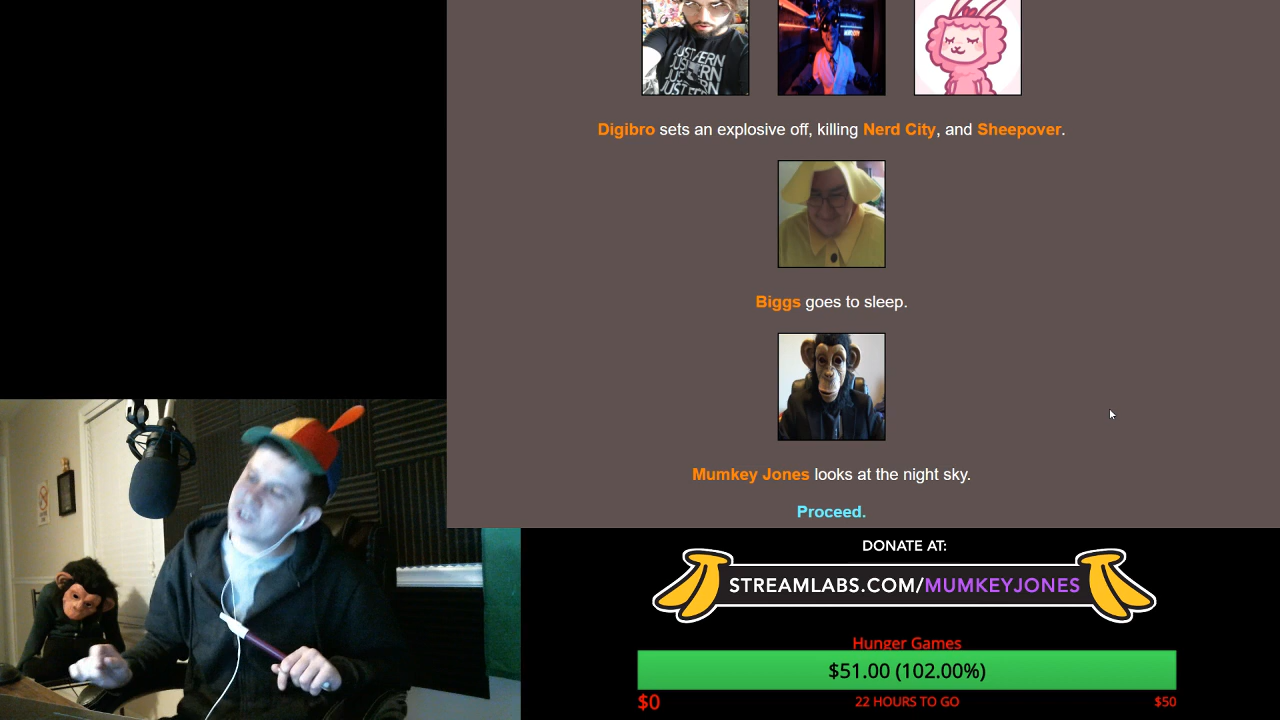 JUST VERN
Digibro sets an explosive off, killing Nerd City, and Sheepover.
Biggs goes to sleep.
Mumkey Jones looks at the night sky.
Proceed.
DONATE AT:
STREAMLABS.COM/MUMKEYJONES
Hunger Games
$51.00 (102.00%)
$0 22 HOURS TO GO $50